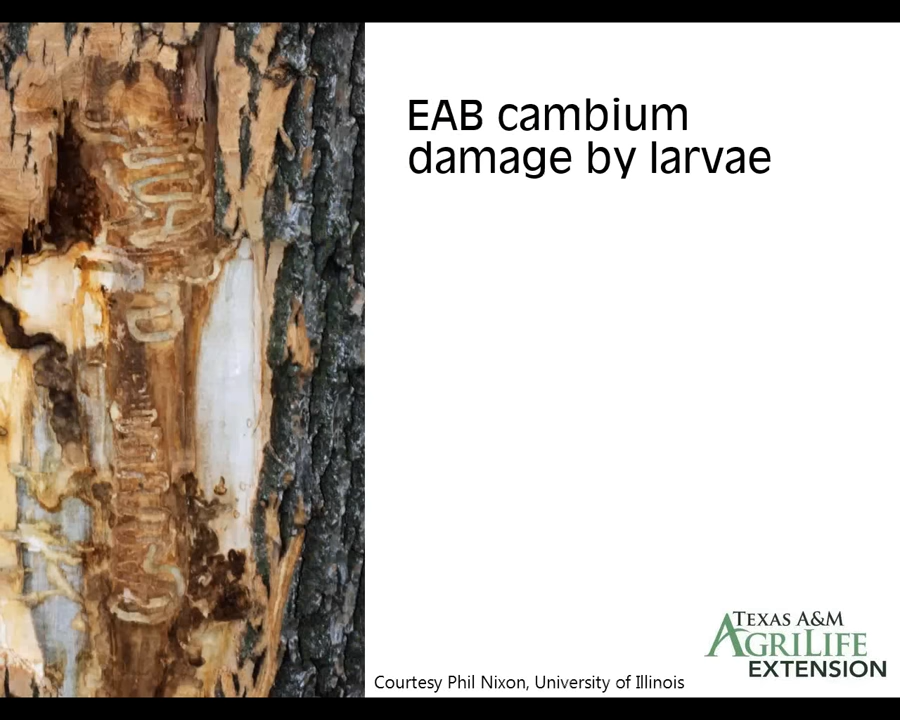 EAB cambium
damage by larvae
TEXAS A&M
AGRILIFE
EXTENSION
Courtesy Phil Nixon, University of Illinois